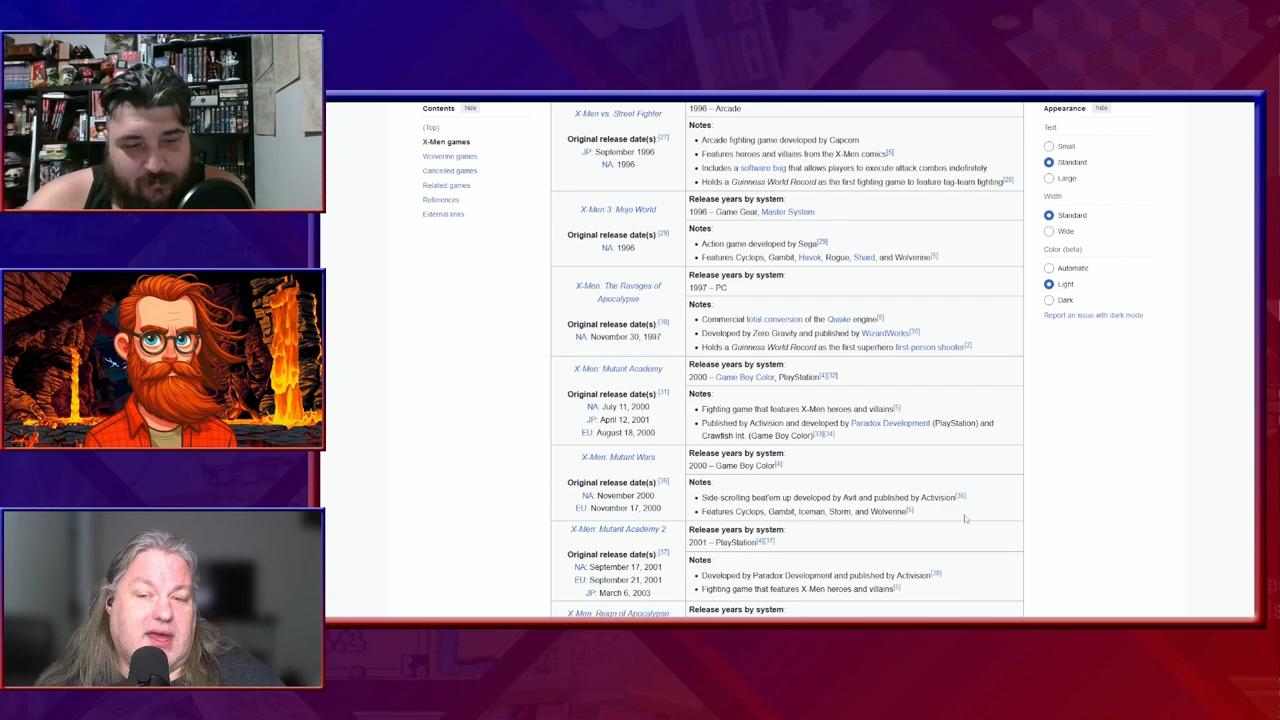 Contents hide
(Top)
X-Men games
Wolverine games
Cancelled games
Related games
References
External links
X-Men vs. Street Fighter
Original release date(s):[27]
JP: September 1996
NA: 1996
1996 – Arcade
Notes:
• Arcade fighting game developed by Capcom
• Features heroes and villains from the X-Men comics[5]
• Includes a software bug that allows players to execute attack combos indefinitely
• Holds a Guinness World Record as the first fighting game to feature tag-team fighting[28]
X-Men 3: Mojo World
Original release date(s):[29]
NA: 1996
Release years by system:
1996 – Game Gear, Master System
Notes:
• Action game developed by Sega[29]
• Features Cyclops, Gambit, Havok, Rogue, Shard, and Wolverine[5]
X-Men: The Ravages of
Apocalypse
Original release date(s):[30]
NA: November 30, 1997
Release years by system:
1997 – PC
Notes:
• Commercial total conversion of the Quake engine[6]
• Developed by Zero Gravity and published by WizardWorks[30]
• Holds a Guinness World Record as the first superhero first-person shooter[2]
X-Men: Mutant Academy
Original release date(s):[31]
NA: July 11, 2000
JP: April 12, 2001
EU: August 18, 2000
Release years by system:
2000 – Game Boy Color, PlayStation[4][32]
Notes:
• Fighting game that features X-Men heroes and villains[5]
• Published by Activision and developed by Paradox Development (PlayStation) and
Crawfish Int. (Game Boy Color)[33][34]
X-Men: Mutant Wars
Original release date(s):[35]
NA: November 2000
EU: November 17, 2000
Release years by system:
2000 – Game Boy Color[4]
Notes
• Side-scrolling beat'em up developed by Avit and published by Activision[36]
• Features Cyclops, Gambit, Iceman, Storm, and Wolverine[5]
X-Men: Mutant Academy 2
Original release date(s):[37]
NA: September 17, 2001
EU: September 21, 2001
JP: March 6, 2003
Release years by system:
2001 – PlayStation[4][37]
Notes
• Developed by Paradox Development and published by Activision[38]
• Fighting game that features X-Men heroes and villains[5]
X-Men: Reign of Apocalypse
Release years by system:
Appearance hide
Text
Small
Standard
Large
Width
Standard
Wide
Color (beta)
Automatic
Light
Dark
Report an issue with dark mode